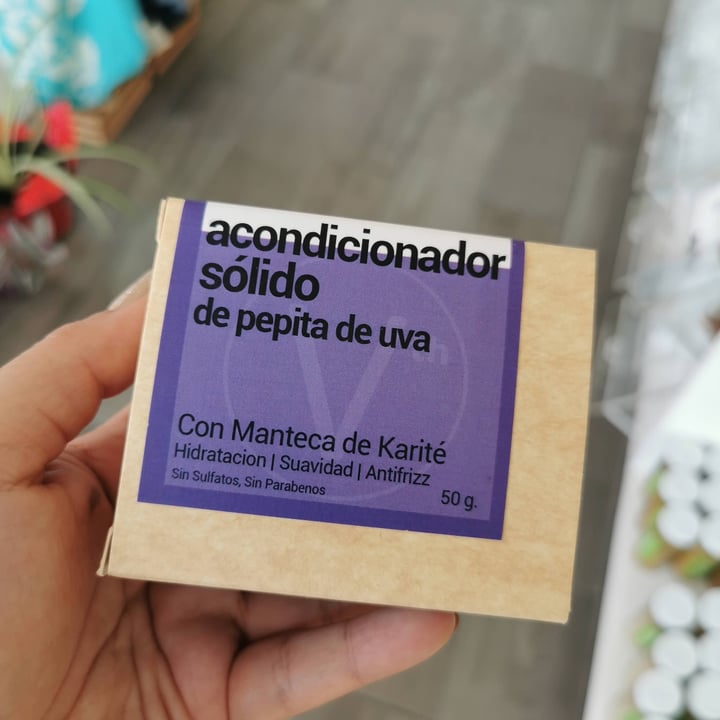 acondicionador
sólido
de pepita de uva
Con Manteca de Karité
Hidratacion | Suavidad | Antifrizz
Sin Sulfatos, Sin Parabenos
50 g.